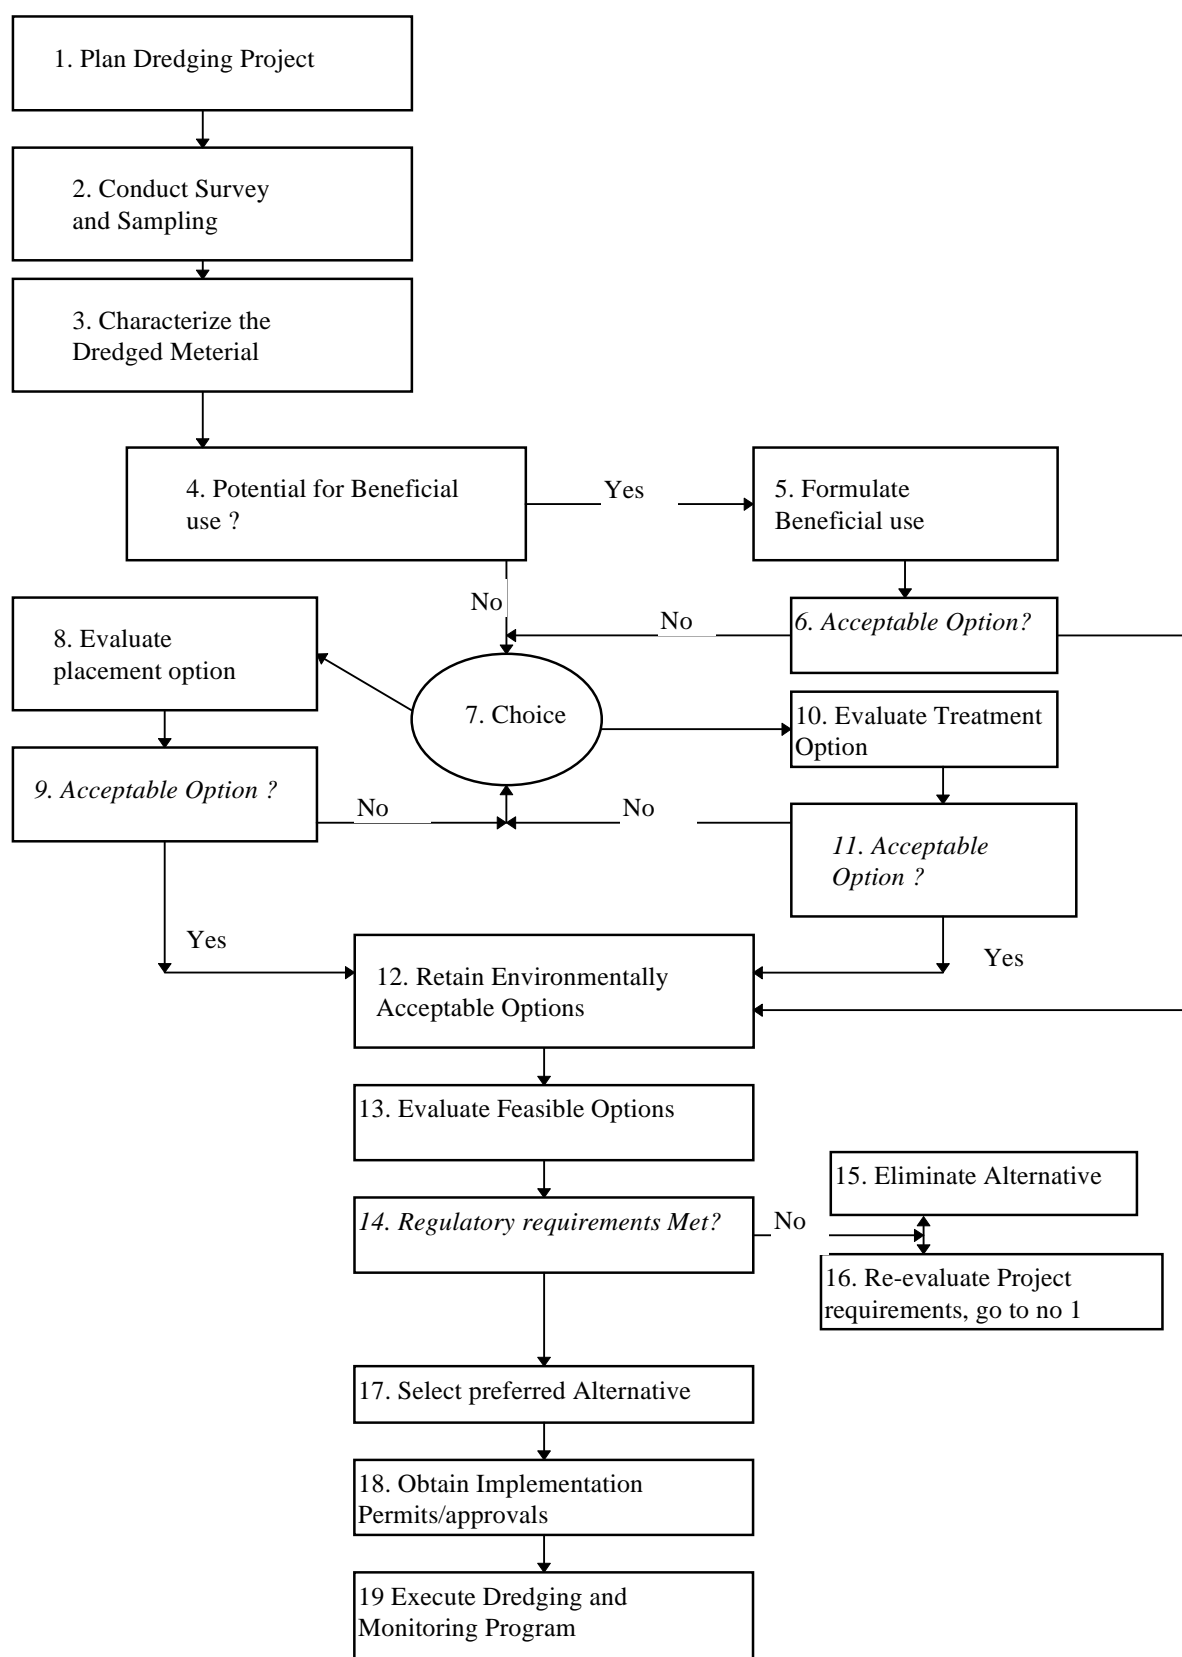 1. Plan Dredging Project
2. Conduct Survey
and Sampling
3. Characterize the
Dredged Meterial
4. Potential for Beneficial
use ?
Yes
5. Formulate
Beneficial use
No
No
6. Acceptable Option?
8. Evaluate
placement option
7. Choice
10. Evaluate Treatment
Option
9. Acceptable Option ?
No
No
11. Acceptable
Option ?
Yes
Yes
12. Retain Environmentally
Acceptable Options
13. Evaluate Feasible Options
14. Regulatory requirements Met?
No
15. Eliminate Alternative
16. Re-evaluate Project
requirements, go to no 1
17. Select preferred Alternative
18. Obtain Implementation
Permits/approvals
19 Execute Dredging and
Monitoring Program